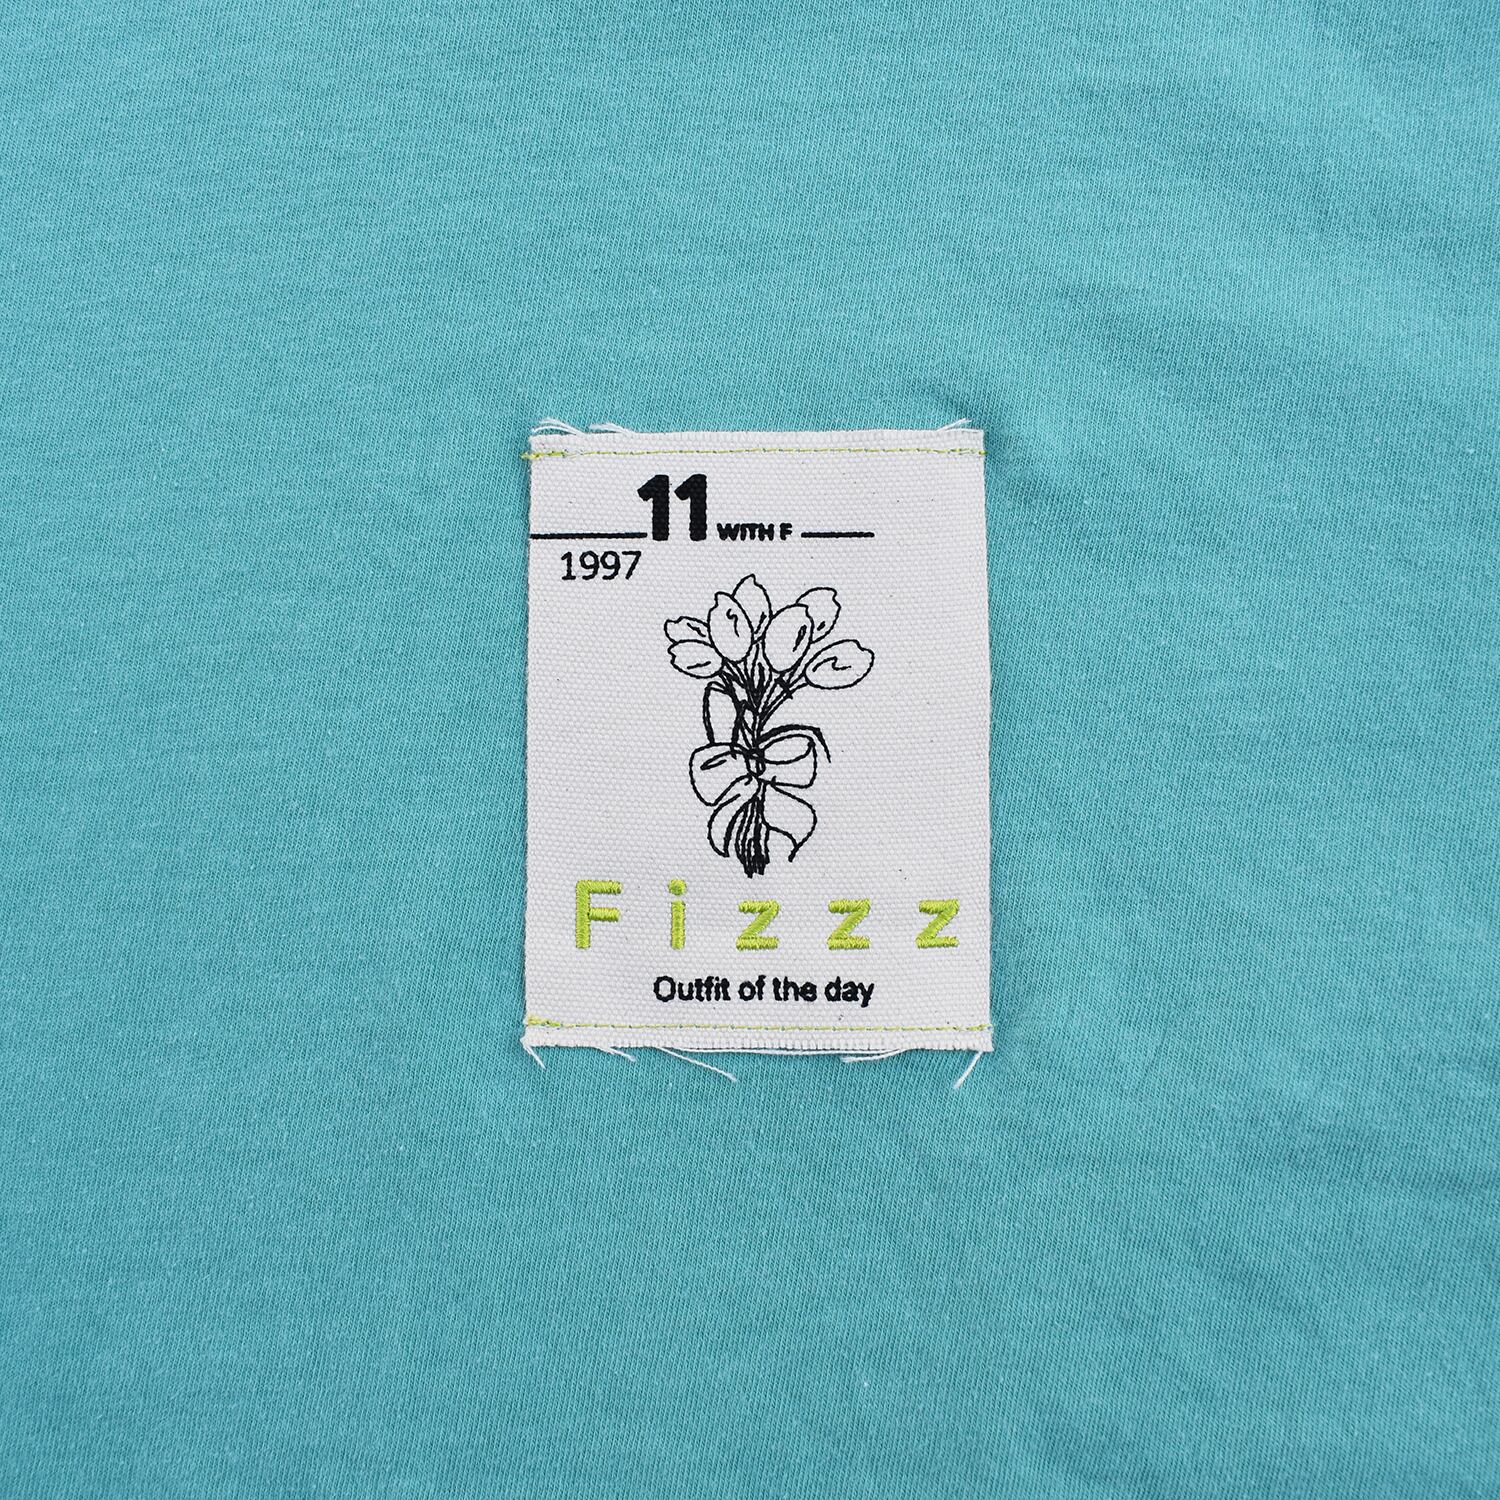 11 WITH F
1997
Fizzz
Outfit of the day